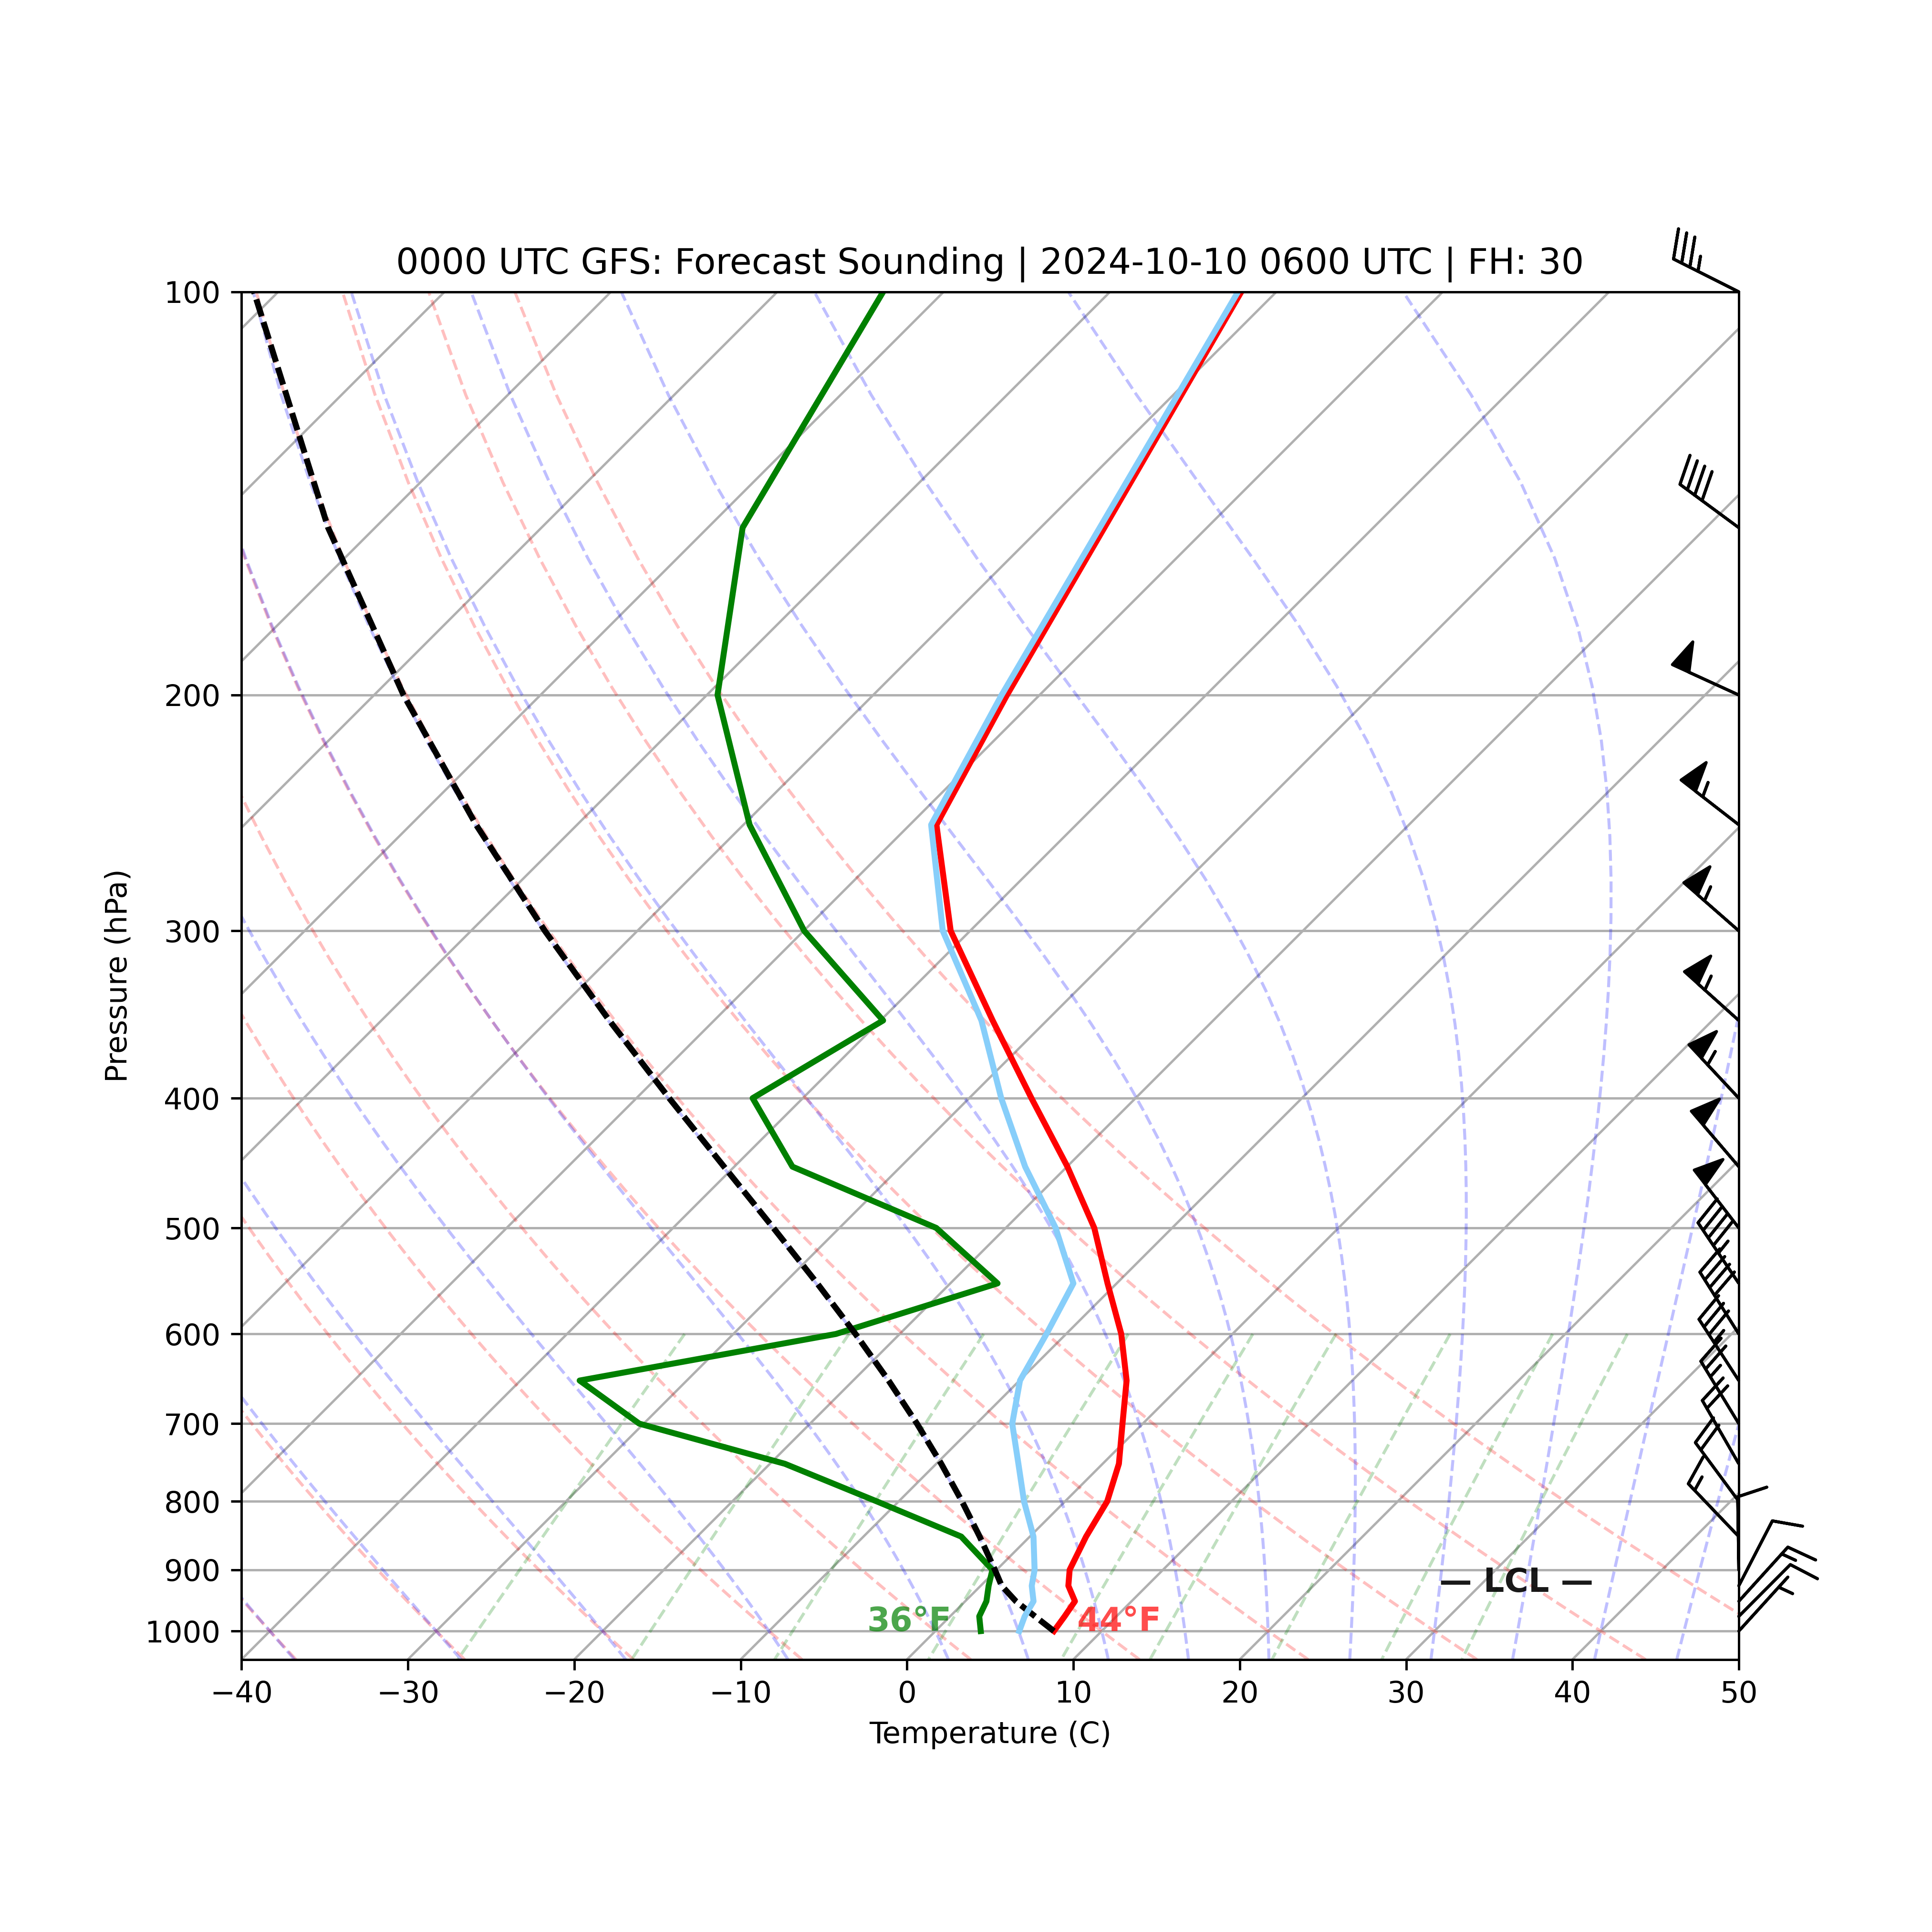 0000 UTC GFS: Forecast Sounding | 2024-10-10 0600 UTC | FH: 30
100
200
300
400
500
600
700
800
900
1000
Pressure (hPa)
— LCL —
36°F
44°F
−40 −30 −20 −10 0 10 20 30 40 50
Temperature (C)